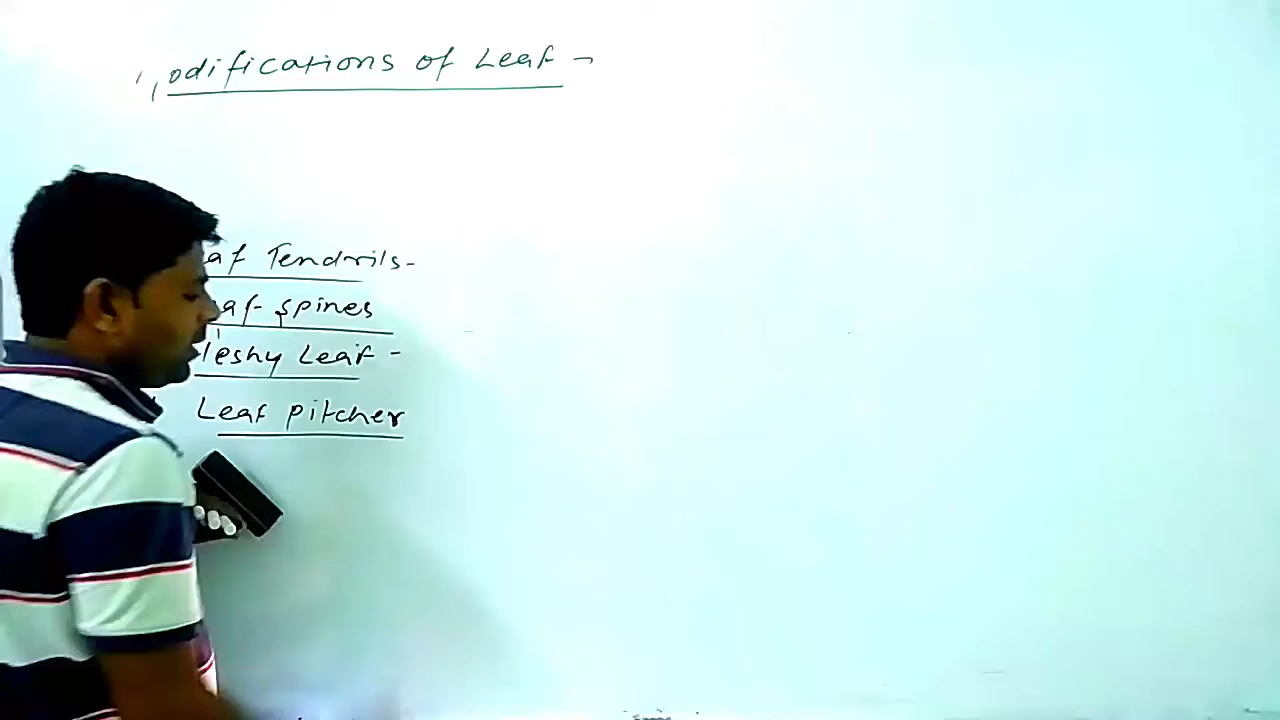 odifications of Leaf -
af Tendrils-
af spines
leshy Leaf -
Leaf pitcher